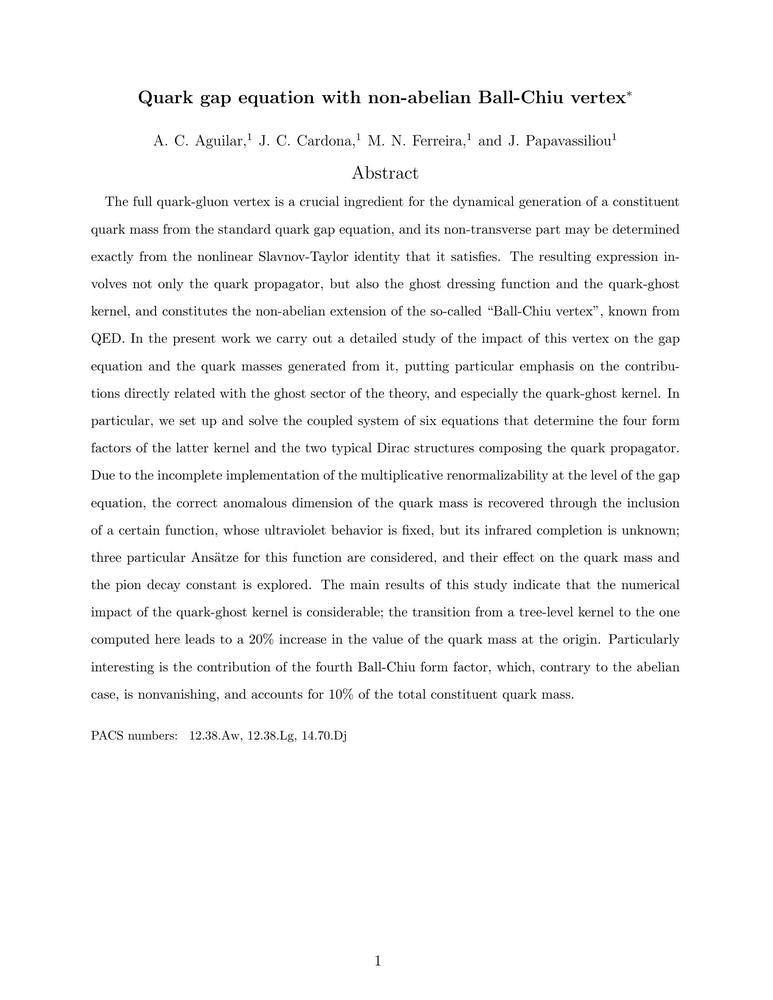 Quark gap equation with non-abelian Ball-Chiu vertex*
A. C. Aguilar,1 J. C. Cardona,1 M. N. Ferreira,1 and J. Papavassiliou1
Abstract
The full quark-gluon vertex is a crucial ingredient for the dynamical generation of a constituent
quark mass from the standard quark gap equation, and its non-transverse part may be determined
exactly from the nonlinear Slavnov-Taylor identity that it satisfies. The resulting expression in-
volves not only the quark propagator, but also the ghost dressing function and the quark-ghost
kernel, and constitutes the non-abelian extension of the so-called “Ball-Chiu vertex”, known from
QED. In the present work we carry out a detailed study of the impact of this vertex on the gap
equation and the quark masses generated from it, putting particular emphasis on the contribu-
tions directly related with the ghost sector of the theory, and especially the quark-ghost kernel. In
particular, we set up and solve the coupled system of six equations that determine the four form
factors of the latter kernel and the two typical Dirac structures composing the quark propagator.
Due to the incomplete implementation of the multiplicative renormalizability at the level of the gap
equation, the correct anomalous dimension of the quark mass is recovered through the inclusion
of a certain function, whose ultraviolet behavior is fixed, but its infrared completion is unknown;
three particular Ansätze for this function are considered, and their effect on the quark mass and
the pion decay constant is explored. The main results of this study indicate that the numerical
impact of the quark-ghost kernel is considerable; the transition from a tree-level kernel to the one
computed here leads to a 20% increase in the value of the quark mass at the origin. Particularly
interesting is the contribution of the fourth Ball-Chiu form factor, which, contrary to the abelian
case, is nonvanishing, and accounts for 10% of the total constituent quark mass.
PACS numbers: 12.38.Aw, 12.38.Lg, 14.70.Dj
1